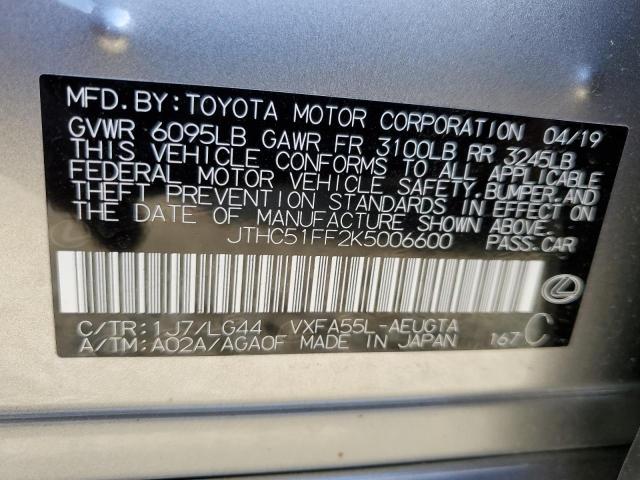 MFD. BY: TOYOTA MOTOR CORPORATION 04/19
GVWR 6095LB GAWR FR 3100LB RR 3245LB
THIS VEHICLE CONFORMS TO ALL APPLICABLE
FEDERAL MOTOR VEHICLE SAFETY, BUMPER, AND
THEFT PREVENTION STANDARDS IN EFFECT ON
THE DATE OF MANUFACTURE SHOWN ABOVE.
JTHC51FF2K5006600 PASS. CAR
C/TR: 1J7/LG44 VXFA55L-AEUGTA
A/TM: A02A/AGA0F MADE IN JAPAN 167 C